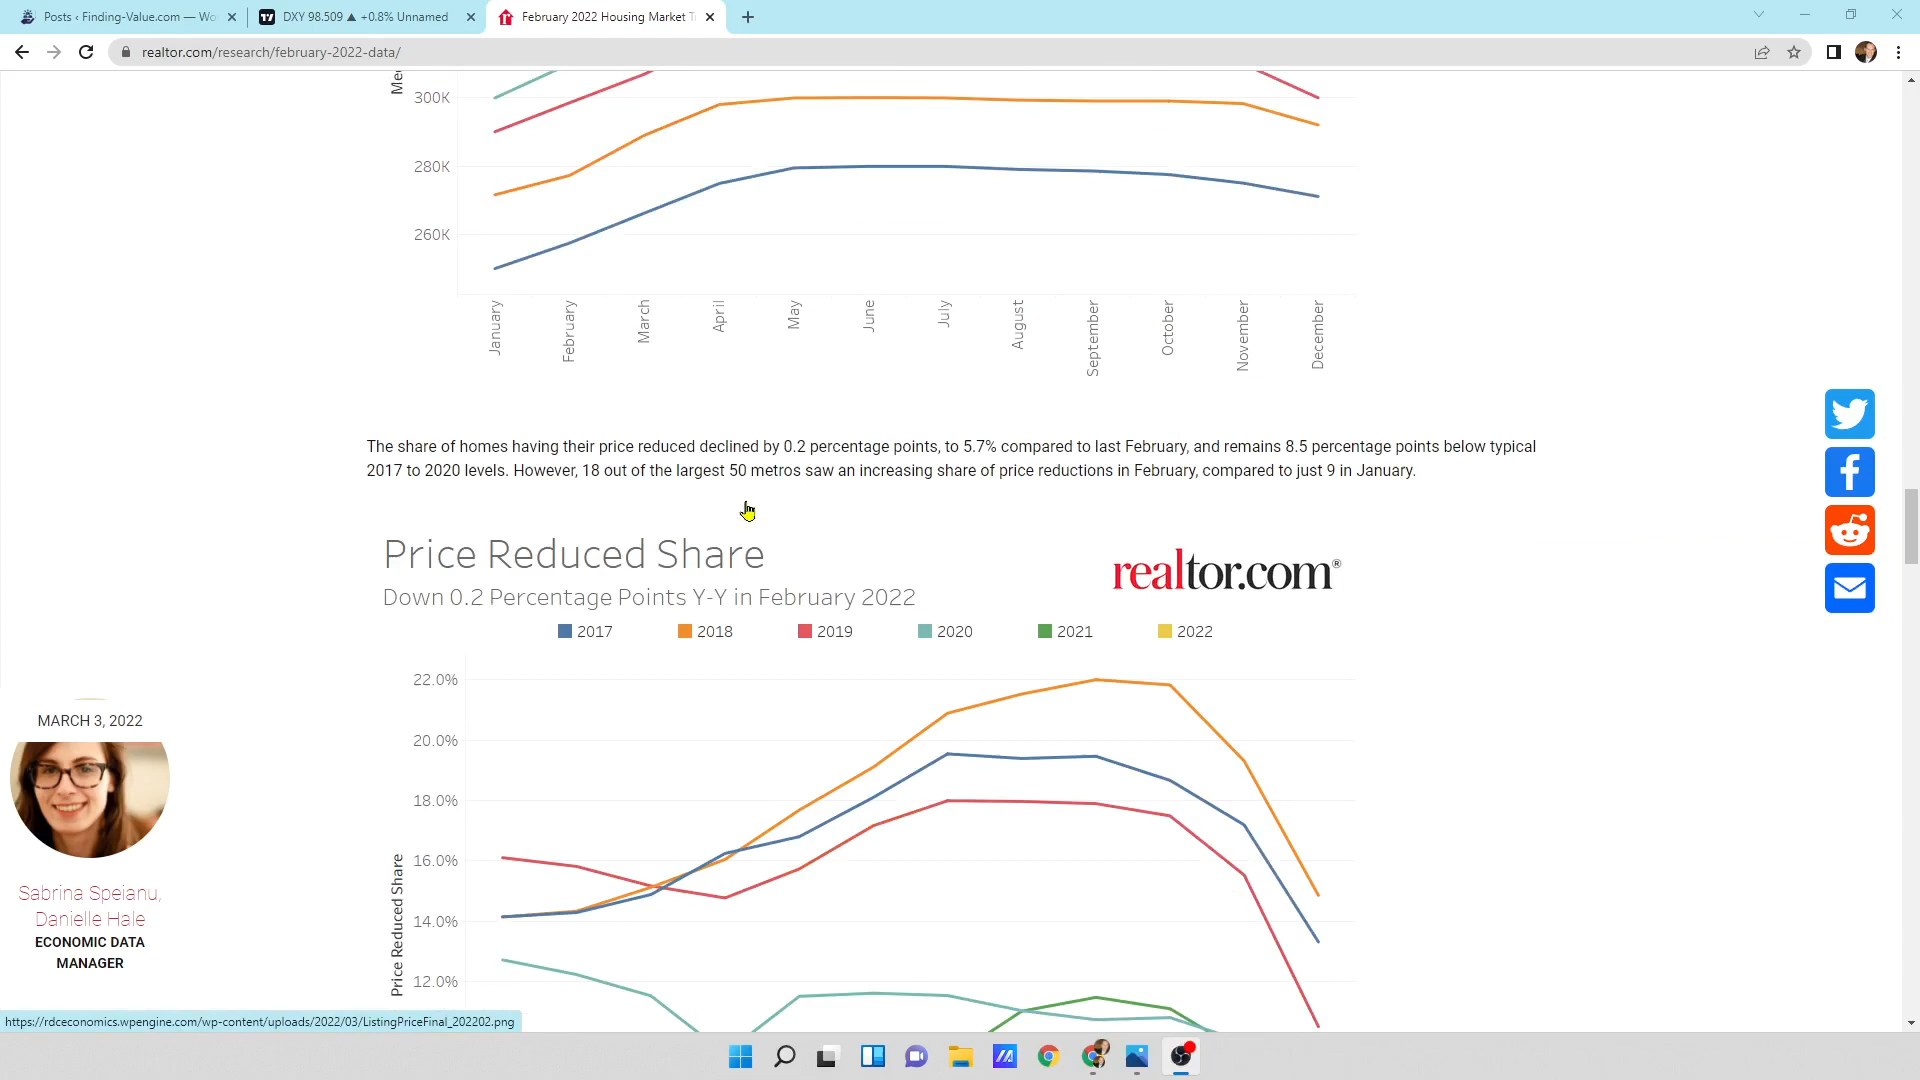 Posts ‹ Finding-Value.com — Wo
DXY 98.509 ▲ +0.8% Unnamed
February 2022 Housing Market T
realtor.com/research/february-2022-data/
300K
280K
260K
January
February
March
April
May
June
July
August
September
October
November
December
The share of homes having their price reduced declined by 0.2 percentage points, to 5.7% compared to last February, and remains 8.5 percentage points below typical
2017 to 2020 levels. However, 18 out of the largest 50 metros saw an increasing share of price reductions in February, compared to just 9 in January.
Price Reduced Share
realtor.com®
Down 0.2 Percentage Points Y-Y in February 2022
2017
2018
2019
2020
2021
2022
22.0%
20.0%
18.0%
16.0%
14.0%
12.0%
Price Reduced Share
MARCH 3, 2022
Sabrina Speianu,
Danielle Hale
ECONOMIC DATA
MANAGER
https://rdceconomics.wpengine.com/wp-content/uploads/2022/03/ListingPriceFinal_202202.png